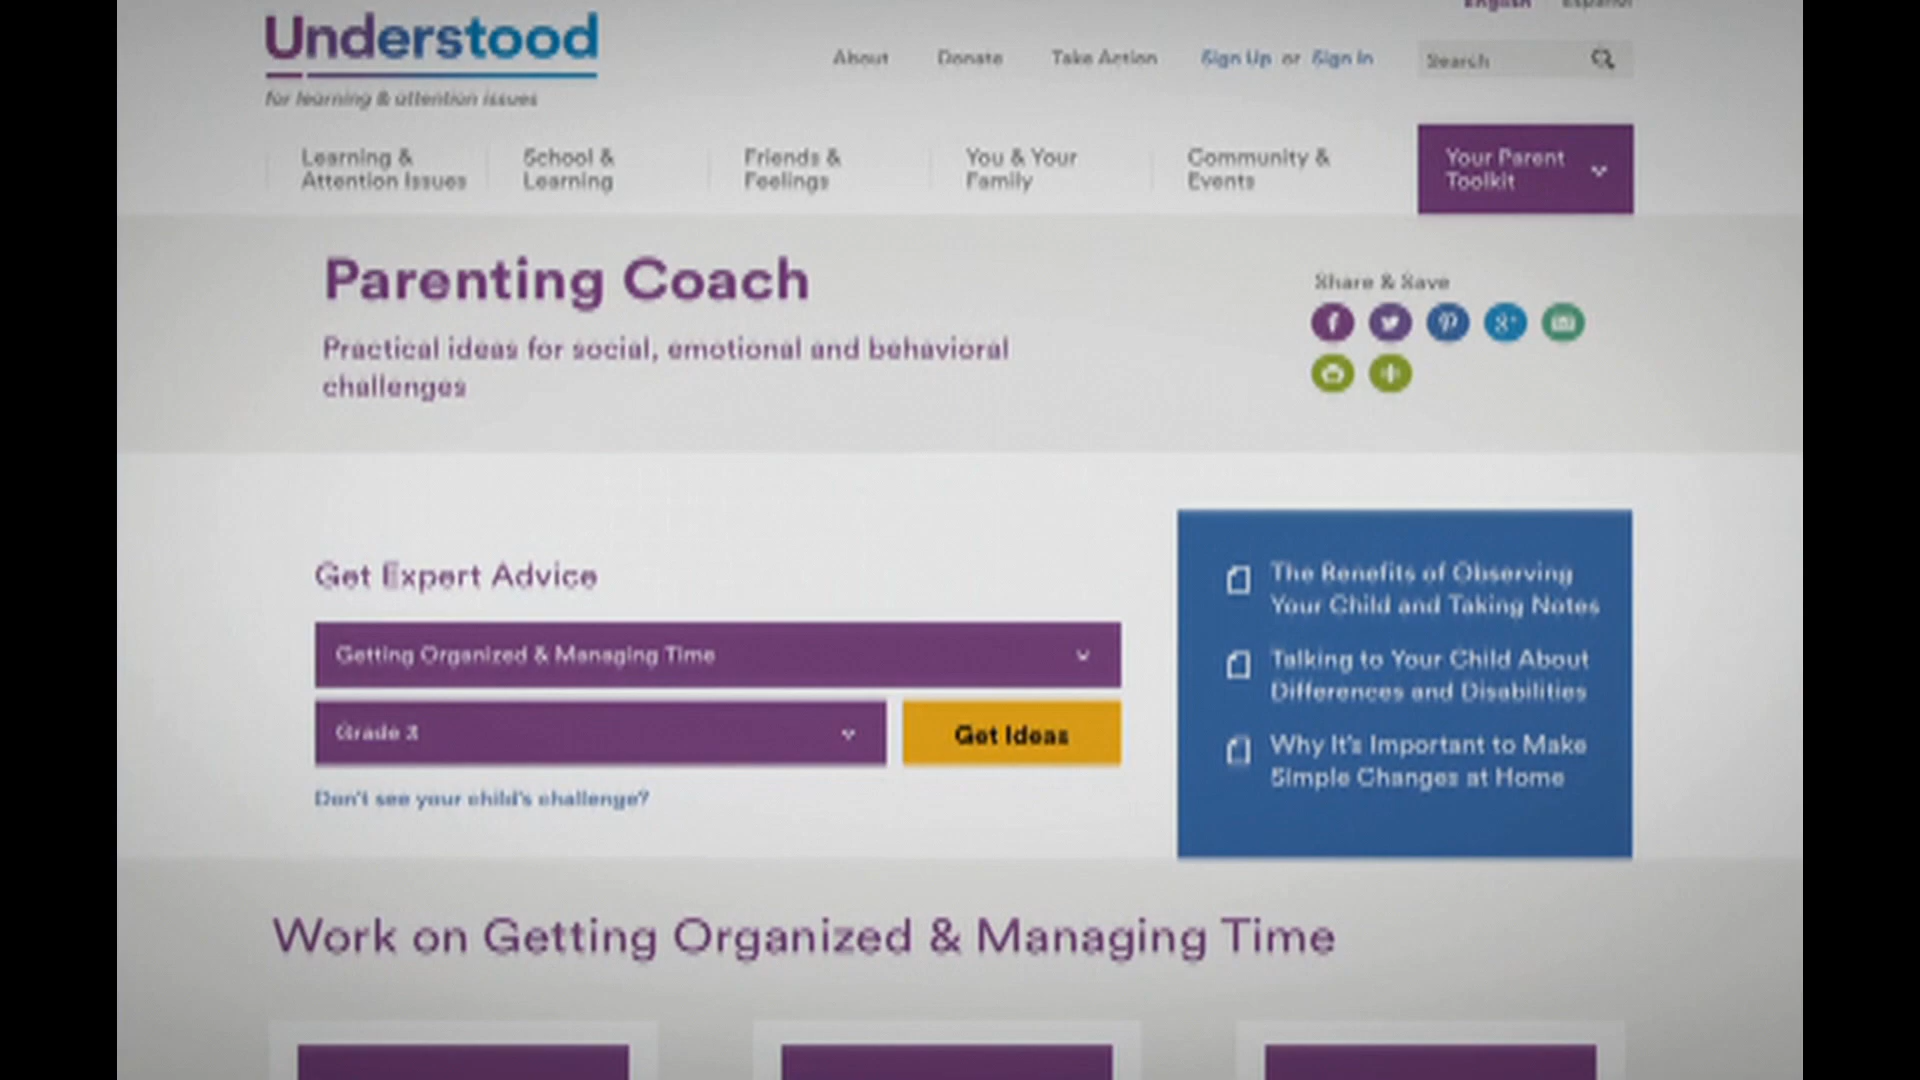 English Español
Understood
for learning & attention issues
About Donate Take Action Sign Up or Sign In Search
Learning &
Attention Issues
School &
Learning
Friends &
Feelings
You & Your
Family
Community &
Events
Your Parent
Toolkit
Parenting Coach
Practical ideas for social, emotional and behavioral
challenges
Share & Save
Get Expert Advice
Getting Organized & Managing Time
Grade
Get Ideas
Don't see your child's challenge?
The Benefits of Observing
Your Child and Taking Notes
Talking to Your Child About
Differences and Disabilities
Why It's Important to Make
Simple Changes at Home
Work on Getting Organized & Managing Time